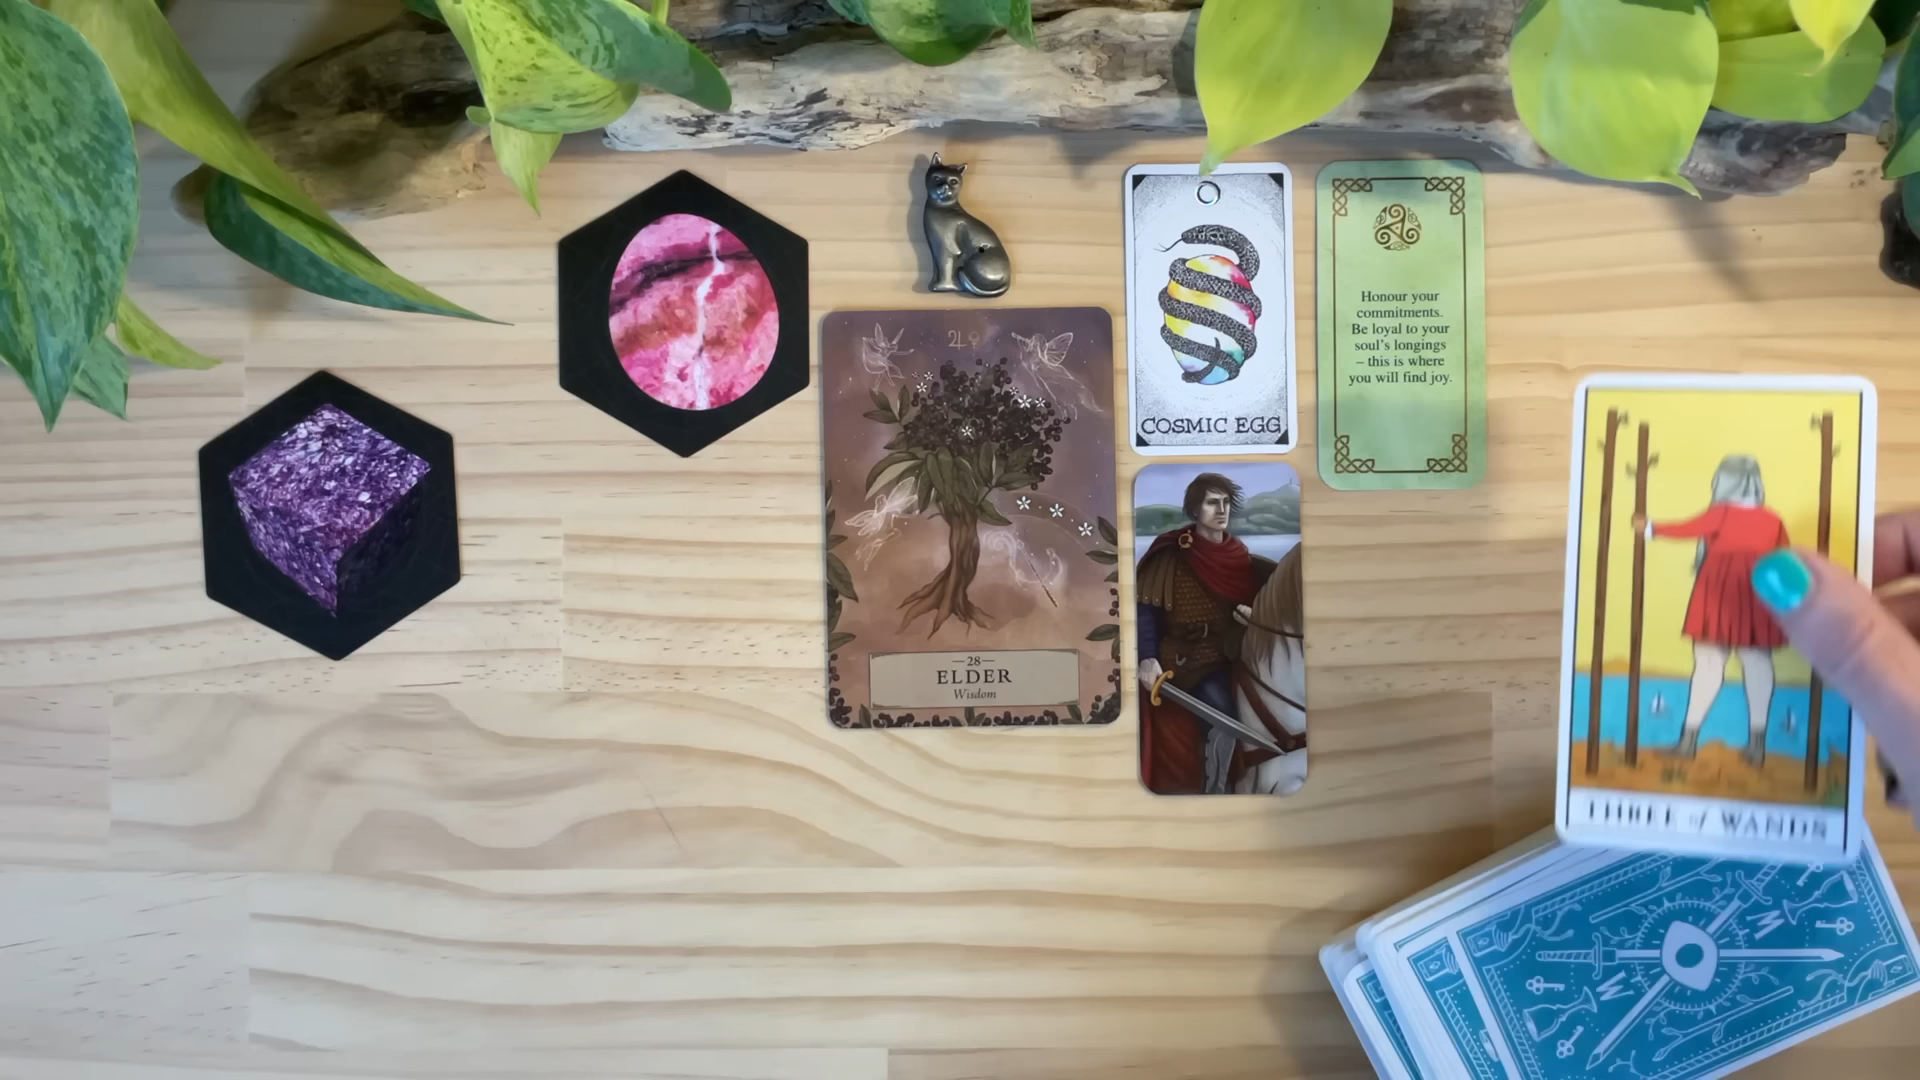 COSMIC EGG
Honour your
commitments.
Be loyal to your
soul's longings
– this is where
you will find joy.
—28—
ELDER
Wisdom
THREE of WANDS
W
W